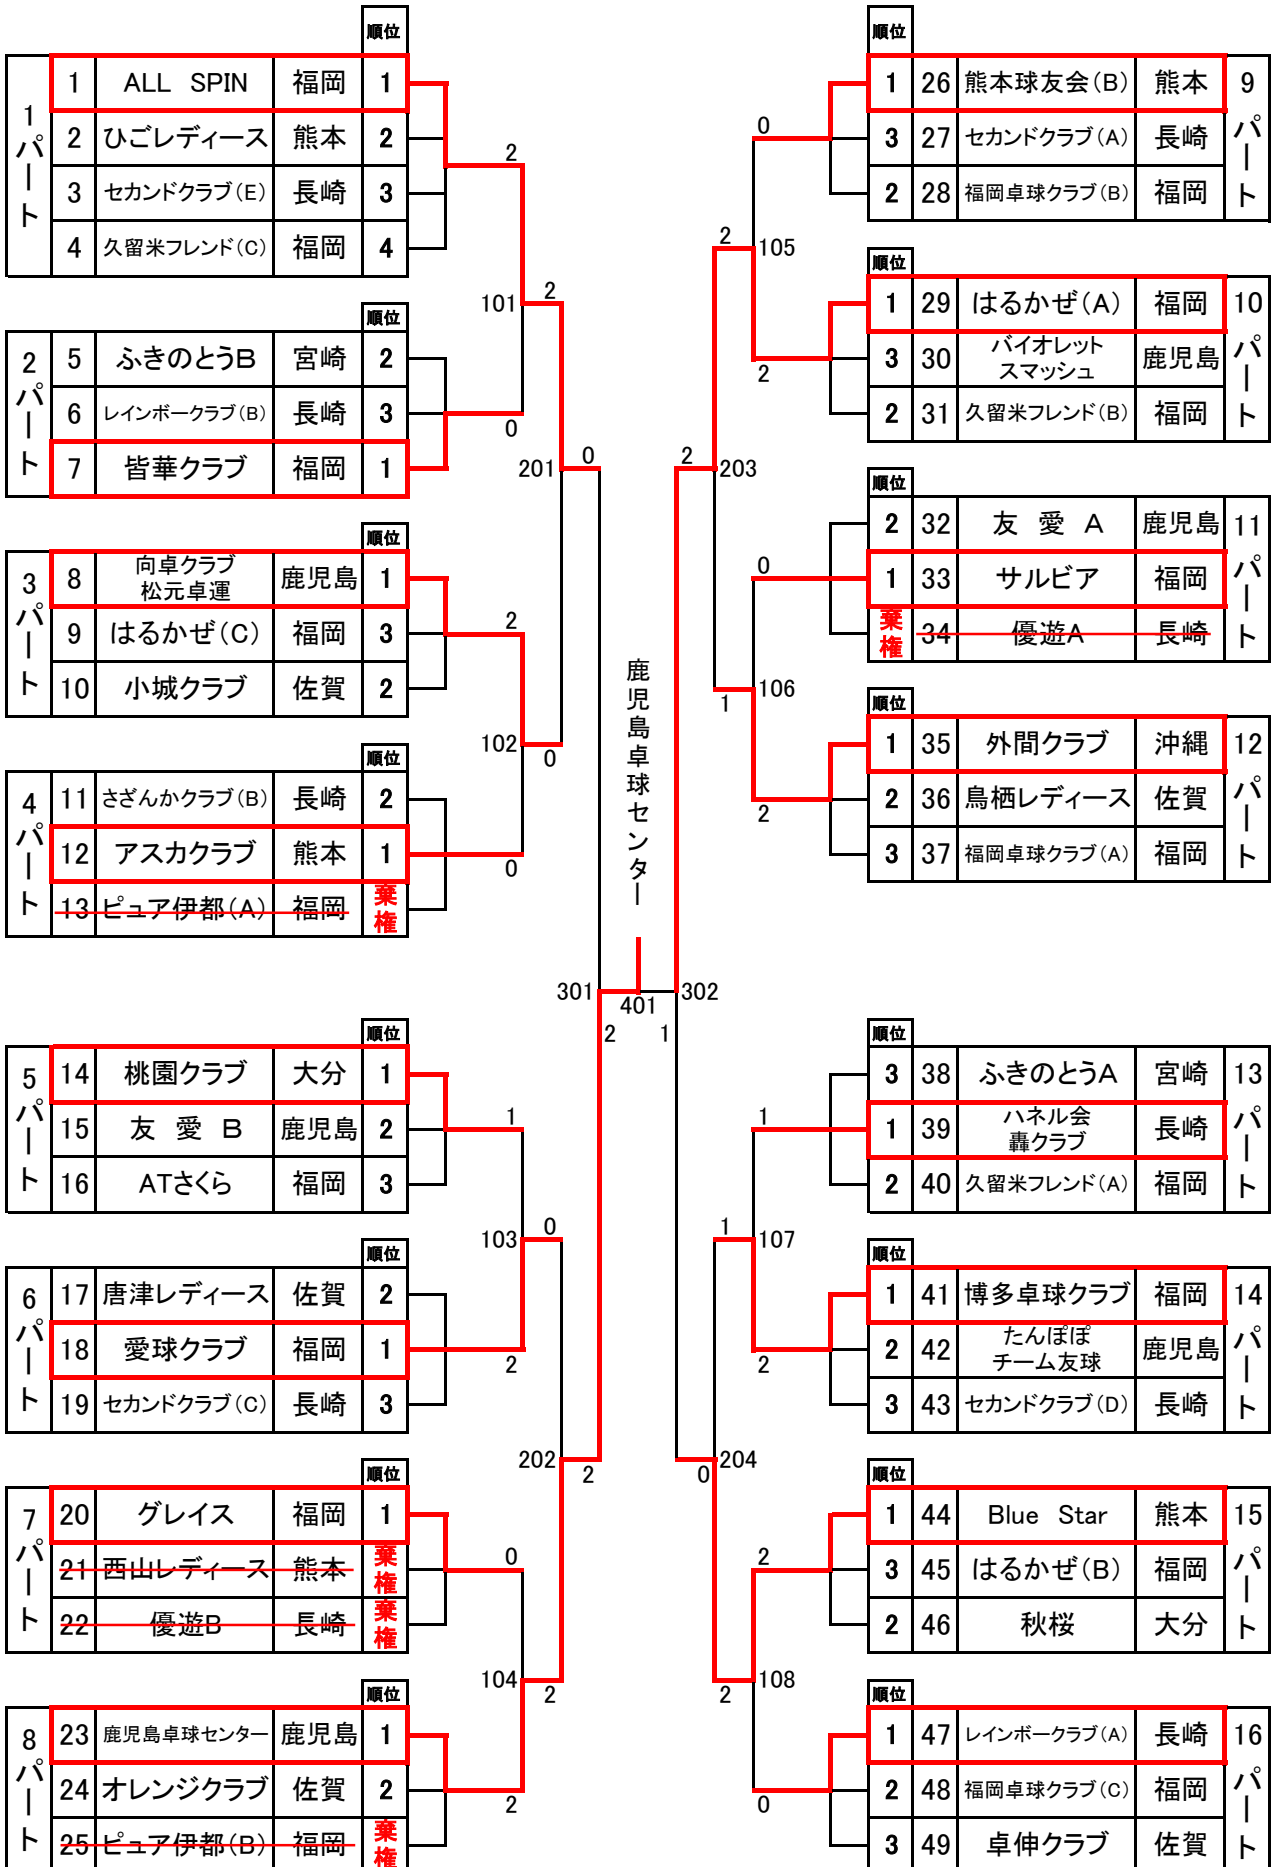 順位
1パート
1 ALL SPIN 福岡 1
2 ひごレディース 熊本 2
3 セカンドクラブ(E) 長崎 3
4 久留米フレンド(C) 福岡 4
順位
2パート
5 ふきのとうB 宮崎 2
6 レインボークラブ(B) 長崎 3
7 皆華クラブ 福岡 1
順位
3パート
8 向卓クラブ
松元卓運 鹿児島 1
9 はるかぜ(C) 福岡 3
10 小城クラブ 佐賀 2
順位
4パート
11 さざんかクラブ(B) 長崎 2
12 アスカクラブ 熊本 1
13 ピュア伊都(A) 福岡 棄権
順位
5パート
14 桃園クラブ 大分 1
15 友 愛 B 鹿児島 2
16 ATさくら 福岡 3
順位
6パート
17 唐津レディース 佐賀 2
18 愛球クラブ 福岡 1
19 セカンドクラブ(C) 長崎 3
順位
7パート
20 グレイス 福岡 1
21 西山レディース 熊本 棄権
22 優遊B 長崎 棄権
順位
8パート
23 鹿児島卓球センター 鹿児島 1
24 オレンジクラブ 佐賀 2
25 ピュア伊都(B) 福岡 棄権
2
101
0
2
102
0
1
103
2
0
104
2
2
201
0
0
202
2
0
301
2
鹿児島卓球センター
401
2
302
1
0
2
203
1
1
204
2
0
105
2
0
106
2
1
107
2
2
108
0
順位
1 26 熊本球友会(B) 熊本
3 27 セカンドクラブ(A) 長崎
2 28 福岡卓球クラブ(B) 福岡
9パート
順位
1 29 はるかぜ(A) 福岡
3 30 バイオレット
スマッシュ 鹿児島
2 31 久留米フレンド(B) 福岡
10パート
順位
2 32 友 愛 A 鹿児島
1 33 サルビア 福岡
棄権 34 優遊A 長崎
11パート
順位
1 35 外間クラブ 沖縄
2 36 鳥栖レディース 佐賀
3 37 福岡卓球クラブ(A) 福岡
12パート
順位
3 38 ふきのとうA 宮崎
1 39 ハネル会
轟クラブ 長崎
2 40 久留米フレンド(A) 福岡
13パート
順位
1 41 博多卓球クラブ 福岡
2 42 たんぽぽ
チーム友球 鹿児島
3 43 セカンドクラブ(D) 長崎
14パート
順位
1 44 Blue Star 熊本
3 45 はるかぜ(B) 福岡
2 46 秋桜 大分
15パート
順位
1 47 レインボークラブ(A) 長崎
2 48 福岡卓球クラブ(C) 福岡
3 49 卓伸クラブ 佐賀
16パート